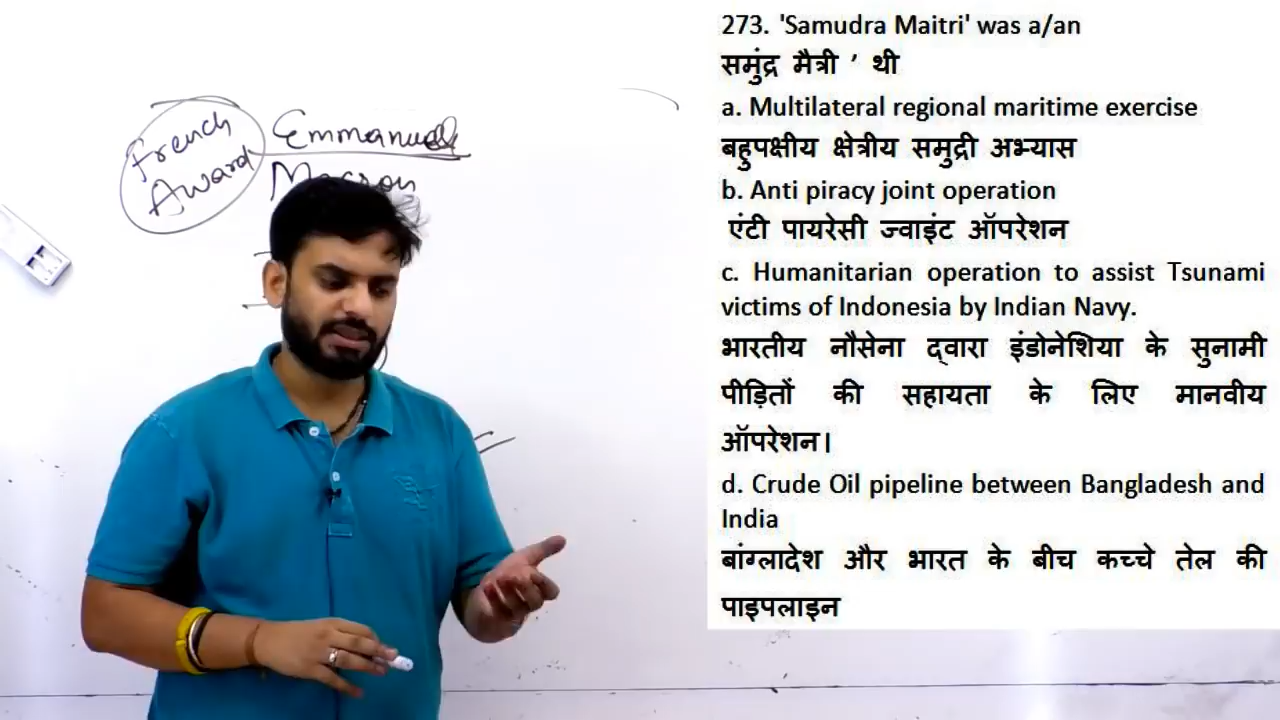 French
Award
Emmanuel
Macron
273. 'Samudra Maitri' was a/an
समुंद्र मैत्री ’ थी
a. Multilateral regional maritime exercise
बहुपक्षीय क्षेत्रीय समुद्री अभ्यास
b. Anti piracy joint operation
एंटी पायरेसी ज्वाइंट ऑपरेशन
c. Humanitarian operation to assist Tsunami
victims of Indonesia by Indian Navy.
भारतीय नौसेना द्वारा इंडोनेशिया के सुनामी
पीड़ितों की सहायता के लिए मानवीय
ऑपरेशन।
d. Crude Oil pipeline between Bangladesh and
India
बांग्लादेश और भारत के बीच कच्चे तेल की
पाइपलाइन